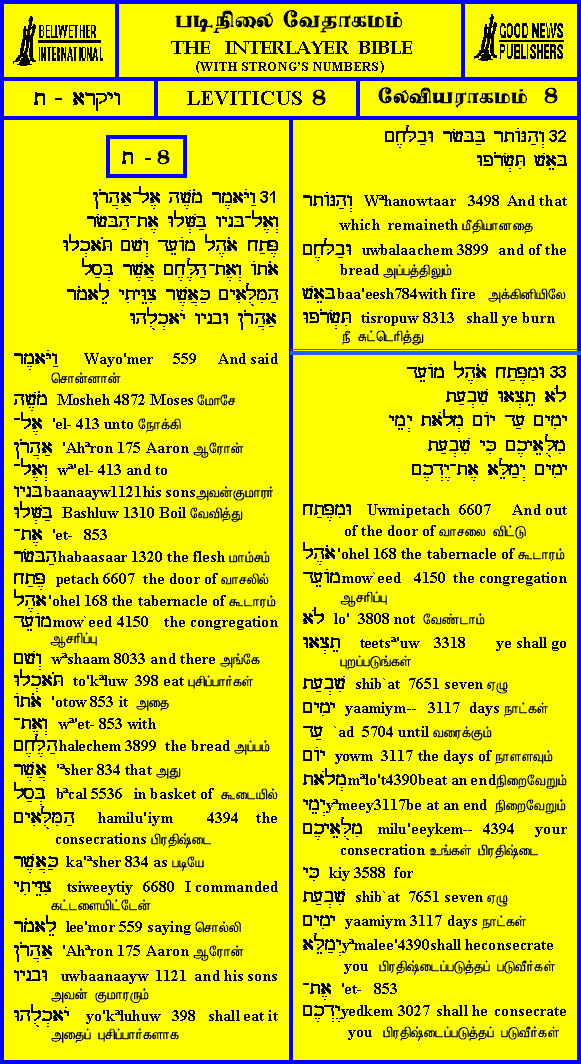 BELLWETHER
INTERNATIONAL
படிநிலை வேதாகமம்
THE INTERLAYER BIBLE
(WITH STRONG'S NUMBERS)
GOOD NEWS
PUBLISHERS
ויקרא - ת
LEVITICUS 8
லேவியராகமம் 8
8 - ת
31 וַיֹּאמֶר מֹשֶׁה אֶל־אַהֲרֹן
וְאֶל־בָּנָיו בַּשְּׁלוּ אֶת־הַבָּשָׂר
פֶּתַח אֹהֶל מוֹעֵד וְשָׁם תֹּאכְלוּ
אֹתוֹ וְאֶת־הַלֶּחֶם אֲשֶׁר בְּסַל
הַמִּלֻּאִים כַּאֲשֶׁר צִוֵּיתִי לֵאמֹר
אַהֲרֹן וּבָנָיו יֹאכְלֻהוּ
וַיֹּאמֶר Wayo'mer 559 And said
சொன்னான்
מֹשֶׁה Mosheh 4872 Moses மோசே
אֶל־ 'el- 413 unto நோக்கி
אַהֲרֹן 'Ahªron 175 Aaron ஆரோன்
וְאֶל־ wª'el- 413 and to
בָּנָיו baanaayw1121his sonsஅவன்குமாரர்
בַּשְּׁלוּ Bashluw 1310 Boil வேவித்து
אֶת־ 'et- 853
הַבָּשָׂר habaasaar 1320 the flesh மாம்சம்
פֶּתַח petach 6607 the door of வாசலில்
אֹהֶל 'ohel 168 the tabernacle of கூடாரம்
מוֹעֵד mow`eed 4150 the congregation
ஆசரிப்பு
וְשָׁם wªshaam 8033 and there அங்கே
תֹּאכְלוּ to'kªluw 398 eat புசிப்பார்கள்
אֹתוֹ 'otow 853 it அதை
וְאֶת־ wª'et- 853 with
הַלֶּחֶם halechem 3899 the bread அப்பம்
אֲשֶׁר 'ªsher 834 that அது
בְּסַל bªcal 5536 in basket of கூடையில்
הַמִּלֻּאִים hamilu'iym 4394 the
consecrations பிரதிஷ்டை
כַּאֲשֶׁר ka'ªsher 834 as படியே
צִוֵּיתִי tsiweeytiy 6680 I commanded
கட்டளையிட்டேன்
לֵאמֹר lee'mor 559 saying சொல்லி
אַהֲרֹן 'Ahªron 175 Aaron ஆரோன்
וּבָנָיו uwbaanaayw 1121 and his sons
அவன் குமாரரும்
יֹאכְלֻהוּ yo'kªluhuw 398 shall eat it
அதைப் புசிப்பார்களாக
32 וְהַנּוֹתָר בַּבָּשָׂר וּבַלָּחֶם
בָּאֵשׁ תִּשְׂרֹפוּ
וְהַנּוֹתָר Wªhanowtaar 3498 And that
which remaineth மீதியானதை
וּבַלָּחֶם uwbalaachem 3899 and of the
bread அப்பத்திலும்
בָּאֵשׁ baa'eesh784with fire அக்கினியிலே
תִּשְׂרֹפוּ tisropuw 8313 shall ye burn
நீ சுட்டெரித்து
33 וּמִפֶּתַח אֹהֶל מוֹעֵד
לֹא תֵצְאוּ שִׁבְעַת
יָמִים עַד יוֹם מְלֹאת יְמֵי
מִלֻּאֵיכֶם כִּי שִׁבְעַת
יָמִים יְמַלֵּא אֶת־יֶדְכֶם
וּמִפֶּתַח Uwmipetach 6607 And out
of the door of வாசலை விட்டு
אֹהֶל 'ohel 168 the tabernacle of கூடாரம்
מוֹעֵד mow`eed 4150 the congregation
ஆசரிப்பு
לֹא lo' 3808 not வேண்டாம்
תֵצְאוּ teetsª'uw 3318 ye shall go
புறப்படுங்கள்
שִׁבְעַת shib`at 7651 seven ஏழு
יָמִים yaamiym-- 3117 days நாட்கள்
עַד `ad 5704 until வரைக்கும்
יוֹם yowm 3117 the days of நாளளவும்
מְלֹאת mªlo't4390beat an endநிறைவேறும்
יְמֵי yªmeey3117be at an end நிறைவேறும்
מִלֻּאֵיכֶם milu'eeykem-- 4394 your
consecration உங்கள் பிரதிஷ்டை
כִּי kiy 3588 for
שִׁבְעַת shib`at 7651 seven ஏழு
יָמִים yaamiym 3117 days நாட்கள்
יְמַלֵּא yªmalee'4390shall heconsecrate
you பிரதிஷ்டைப்படுத்தப் படுவீர்கள்
אֶת־ 'et- 853
יֶדְכֶם yedkem 3027 shall he consecrate
you பிரதிஷ்டைப்படுத்தப் படுவீர்கள்